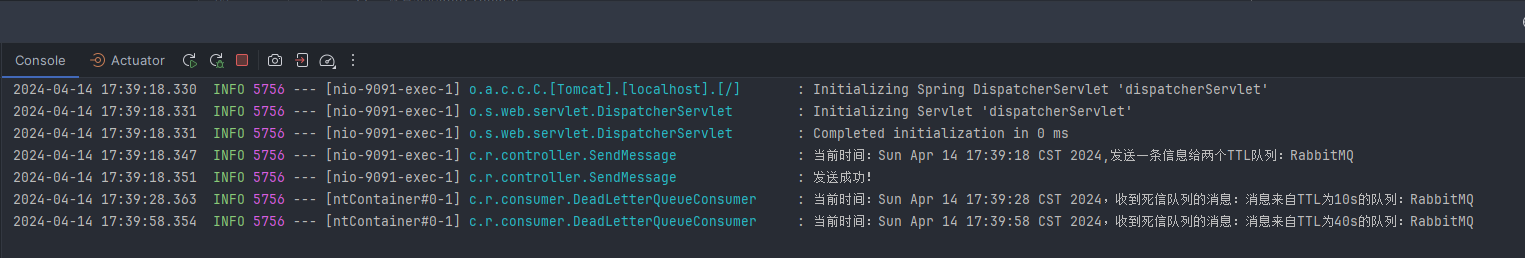 Console Actuator
2024-04-14 17:39:18.330 INFO 5756 --- [nio-9091-exec-1] o.a.c.c.C.[Tomcat].[localhost].[/] : Initializing Spring DispatcherServlet 'dispatcherServlet'
2024-04-14 17:39:18.331 INFO 5756 --- [nio-9091-exec-1] o.s.web.servlet.DispatcherServlet : Initializing Servlet 'dispatcherServlet'
2024-04-14 17:39:18.331 INFO 5756 --- [nio-9091-exec-1] o.s.web.servlet.DispatcherServlet : Completed initialization in 0 ms
2024-04-14 17:39:18.347 INFO 5756 --- [nio-9091-exec-1] c.r.controller.SendMessage : 当前时间：Sun Apr 14 17:39:18 CST 2024,发送一条信息给两个TTL队列：RabbitMQ
2024-04-14 17:39:18.351 INFO 5756 --- [nio-9091-exec-1] c.r.controller.SendMessage : 发送成功！
2024-04-14 17:39:28.363 INFO 5756 --- [ntContainer#0-1] c.r.consumer.DeadLetterQueueConsumer : 当前时间：Sun Apr 14 17:39:28 CST 2024，收到死信队列的消息：消息来自TTL为10s的队列：RabbitMQ
2024-04-14 17:39:58.354 INFO 5756 --- [ntContainer#0-1] c.r.consumer.DeadLetterQueueConsumer : 当前时间：Sun Apr 14 17:39:58 CST 2024，收到死信队列的消息：消息来自TTL为40s的队列：RabbitMQ